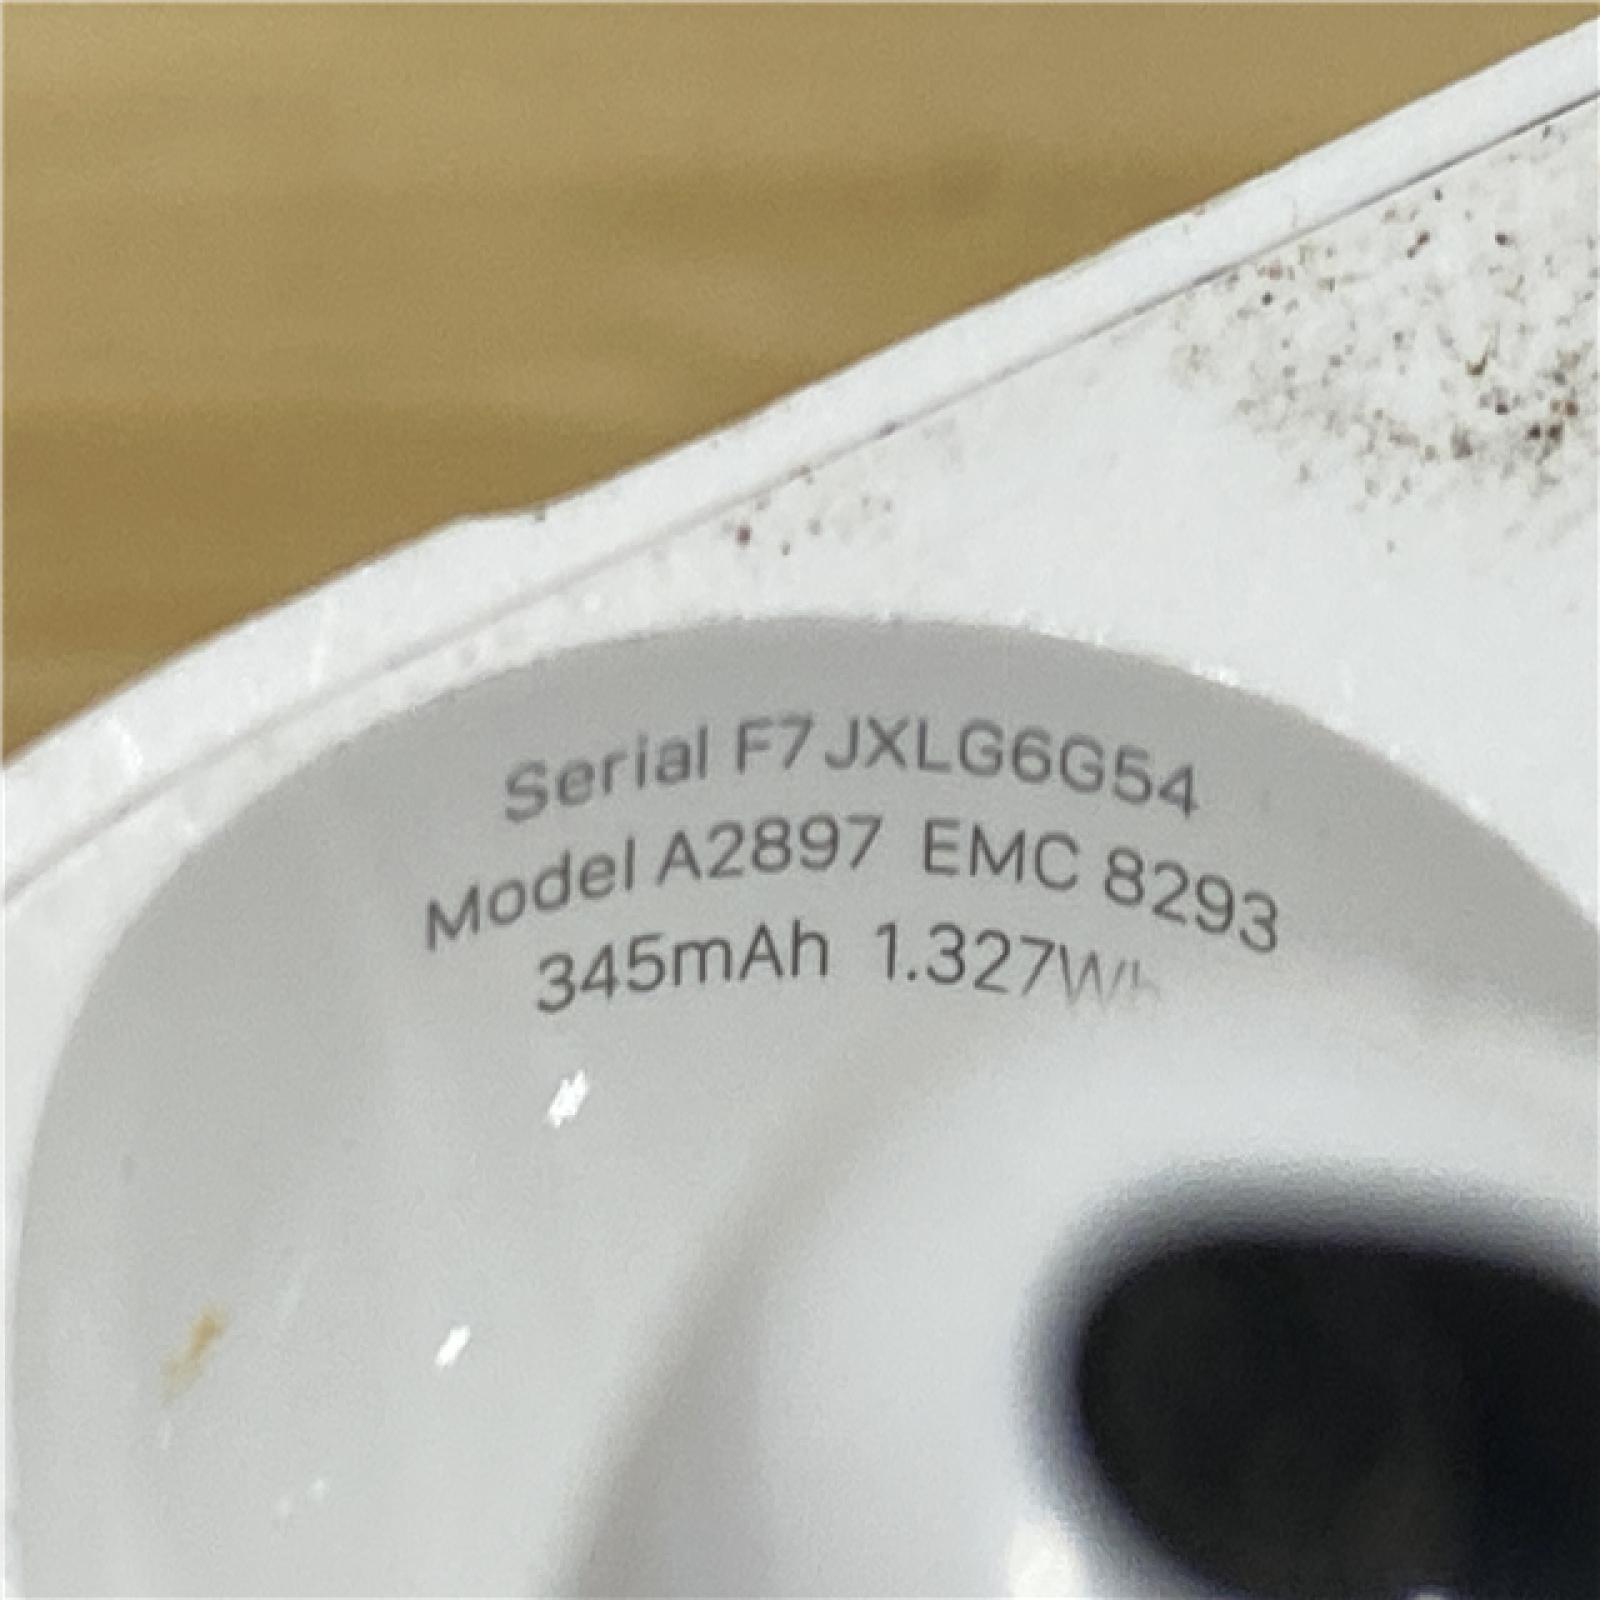 Serial F7JXLG6G54
Model A2897 EMC 8293
345mAh 1.327Wh